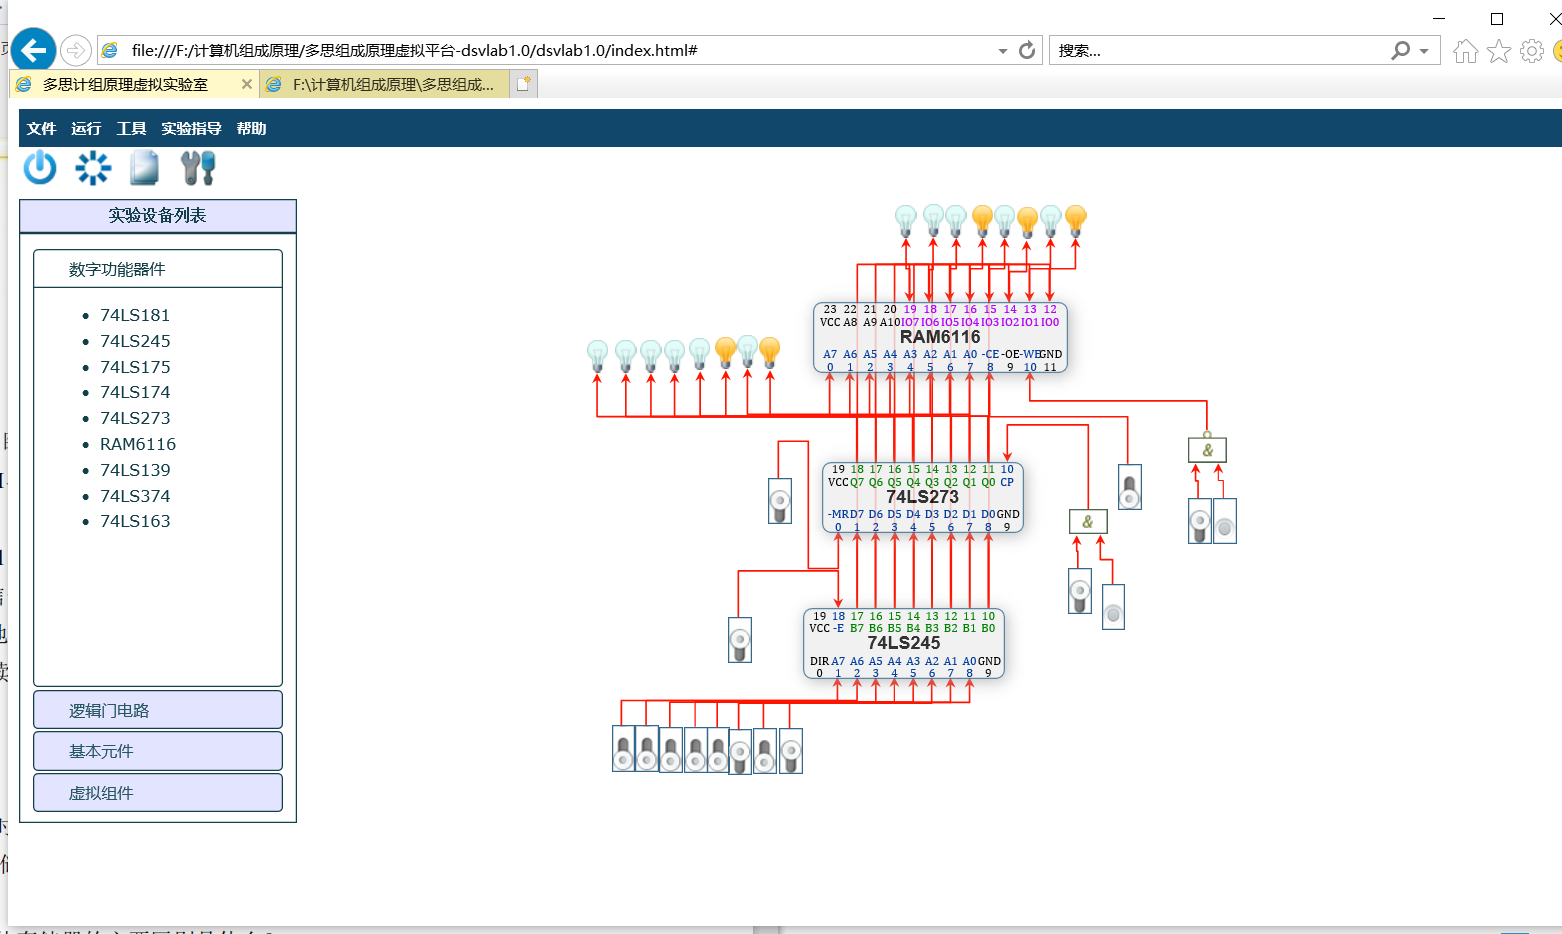 file:///F:/计算机组成原理/多思组成原理虚拟平台-dsvlab1.0/dsvlab1.0/index.html#
搜索...
多思计组原理虚拟实验室
F:\计算机组成原理\多思组成...
文件 运行 工具 实验指导 帮助
实验设备列表
数字功能器件
74LS181
74LS245
74LS175
74LS174
74LS273
RAM6116
74LS139
74LS374
74LS163
逻辑门电路
基本元件
虚拟组件
23 22 21 20 19 18 17 16 15 14 13 12
VCC A8 A9 A10 IO7 IO6 IO5 IO4 IO3 IO2 IO1 IO0
RAM6116
A7 A6 A5 A4 A3 A2 A1 A0 -CE -OE -WE GND
0 1 2 3 4 5 6 7 8 9 10 11
&
19 18 17 16 15 14 13 12 11 10
VCC Q7 Q6 Q5 Q4 Q3 Q2 Q1 Q0 CP
74LS273
-MR D7 D6 D5 D4 D3 D2 D1 D0 GND
0 1 2 3 4 5 6 7 8 9
&
19 18 17 16 15 14 13 12 11 10
VCC -E B7 B6 B5 B4 B3 B2 B1 B0
74LS245
DIR A7 A6 A5 A4 A3 A2 A1 A0 GND
0 1 2 3 4 5 6 7 8 9